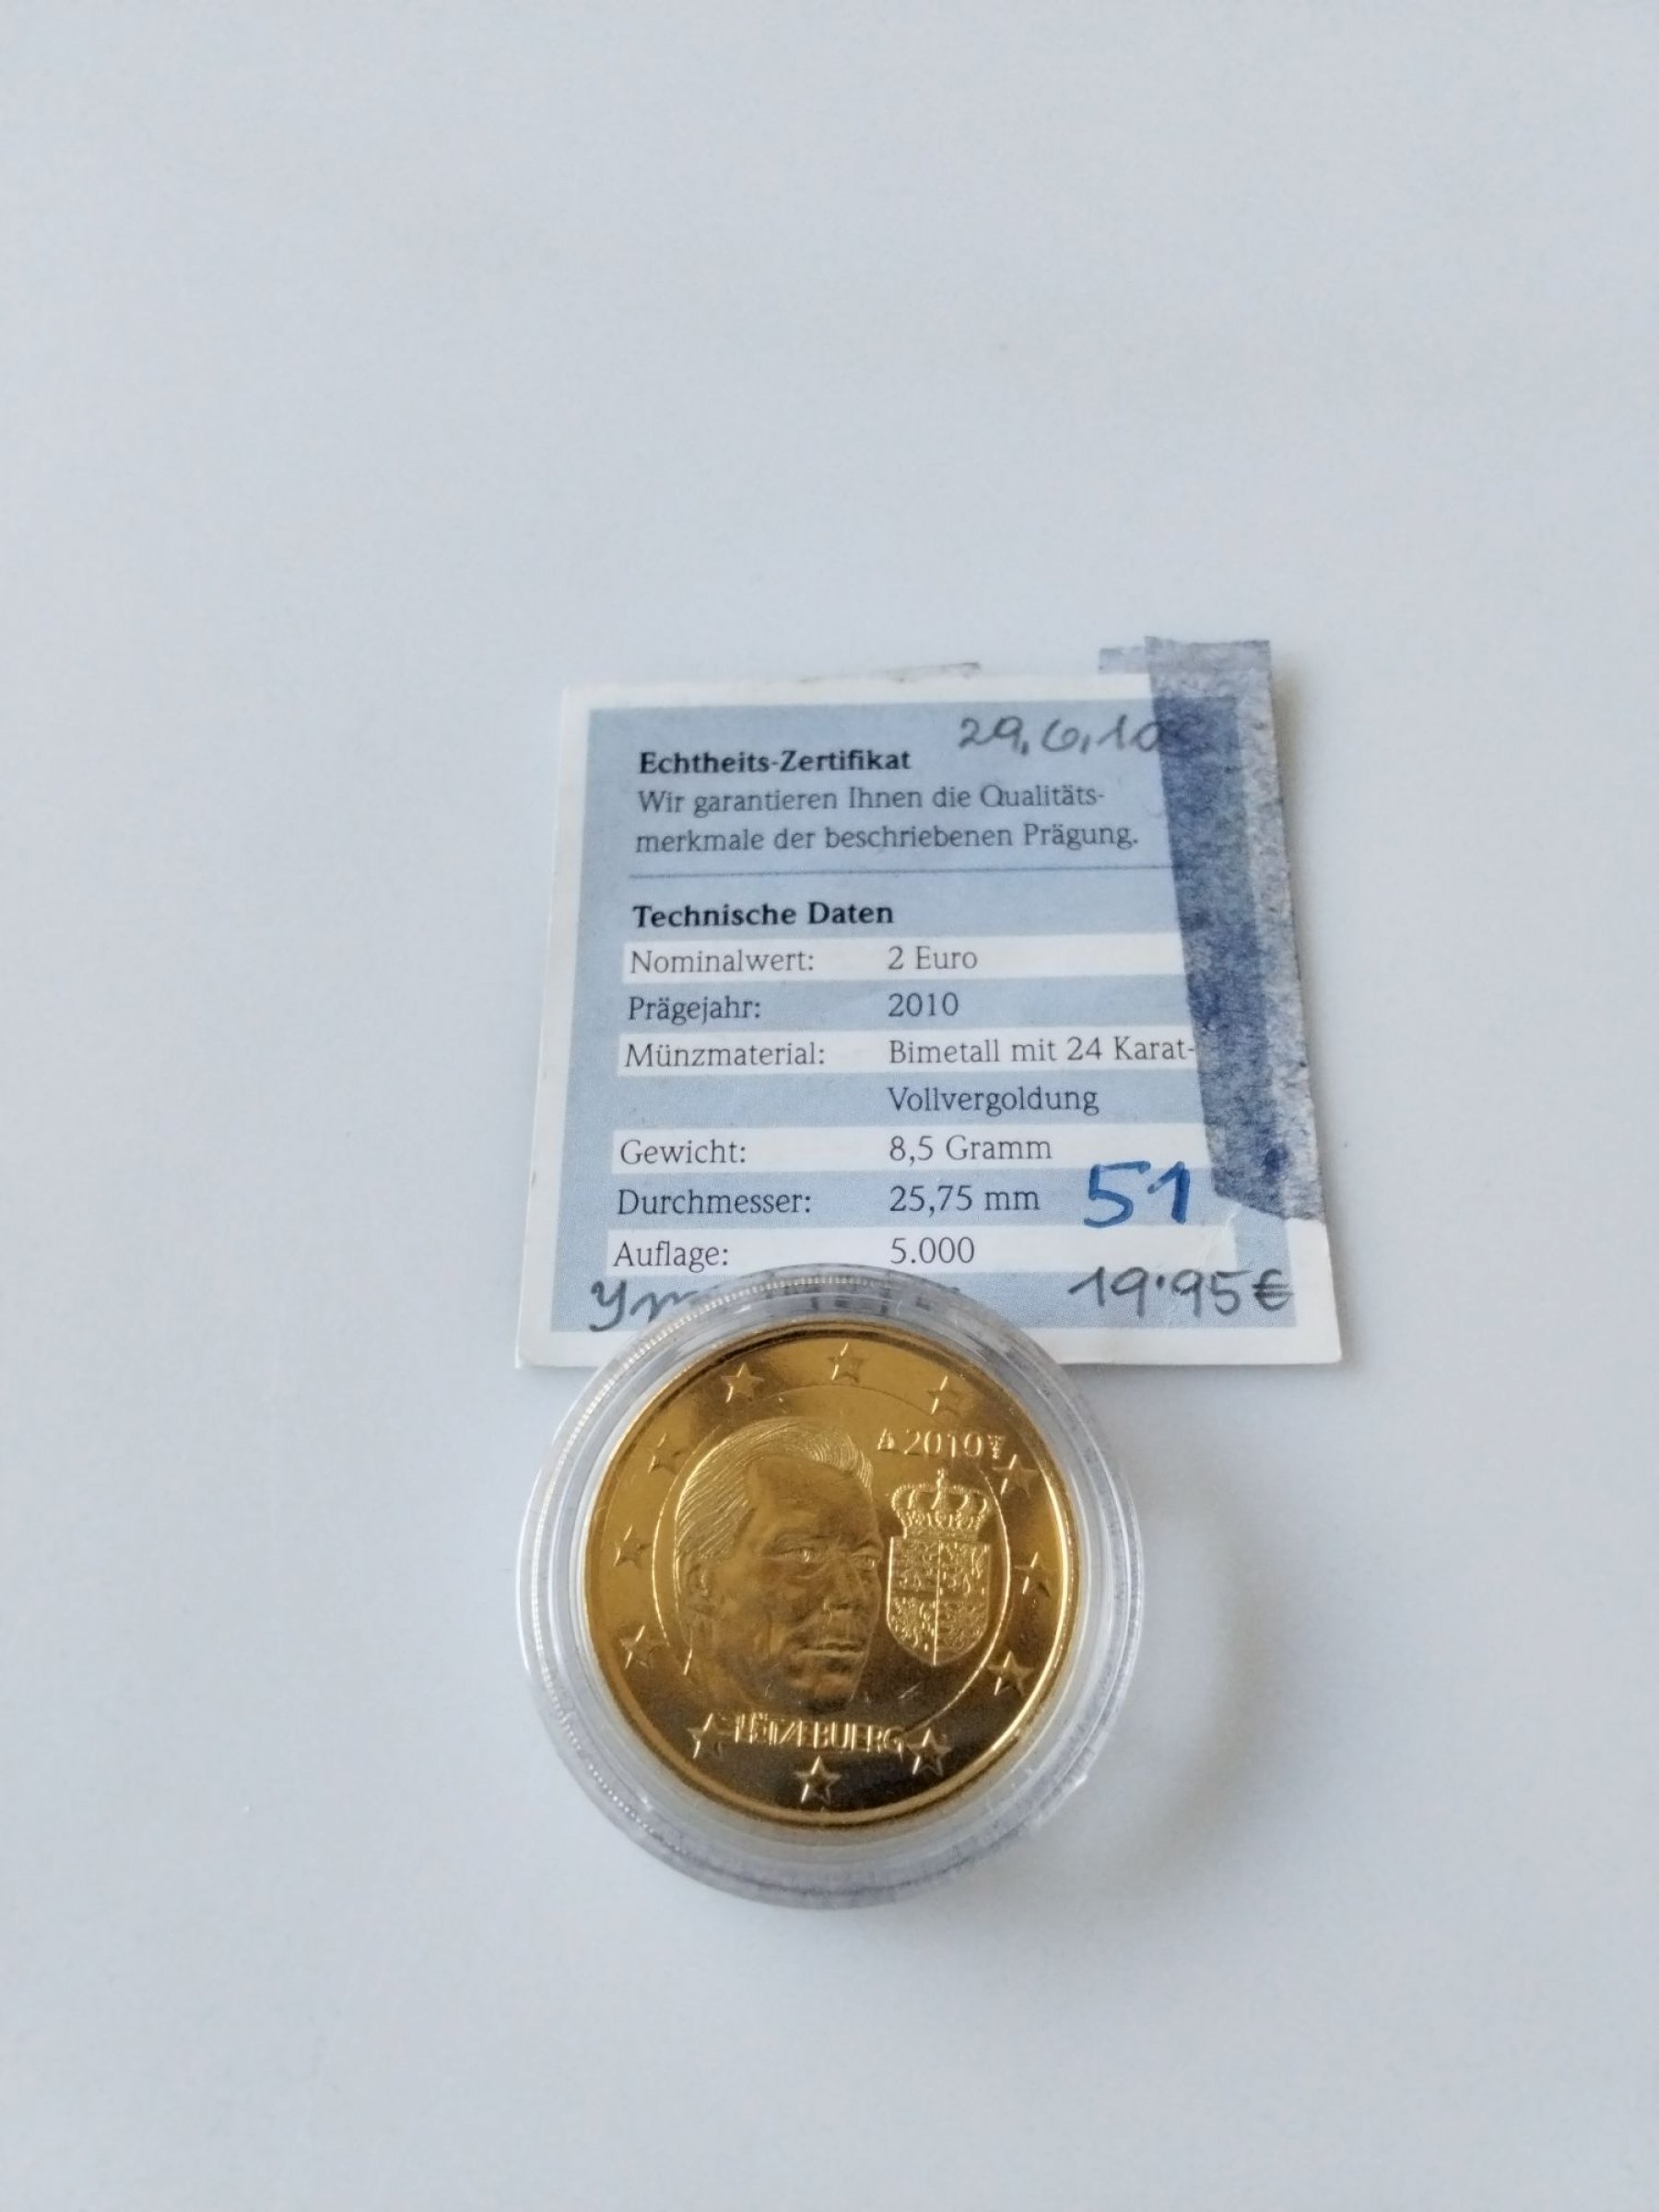 29.6.10
Echtheits-Zertifikat
Wir garantieren Ihnen die Qualitäts-
merkmale der beschriebenen Prägung.
Technische Daten
Nominalwert: 2 Euro
Prägejahr: 2010
Münzmaterial: Bimetall mit 24 Karat-
Vollvergoldung
Gewicht: 8,5 Gramm
Durchmesser: 25,75 mm
51
Auflage: 5.000
19.95€
2010
LËTZEBUERG